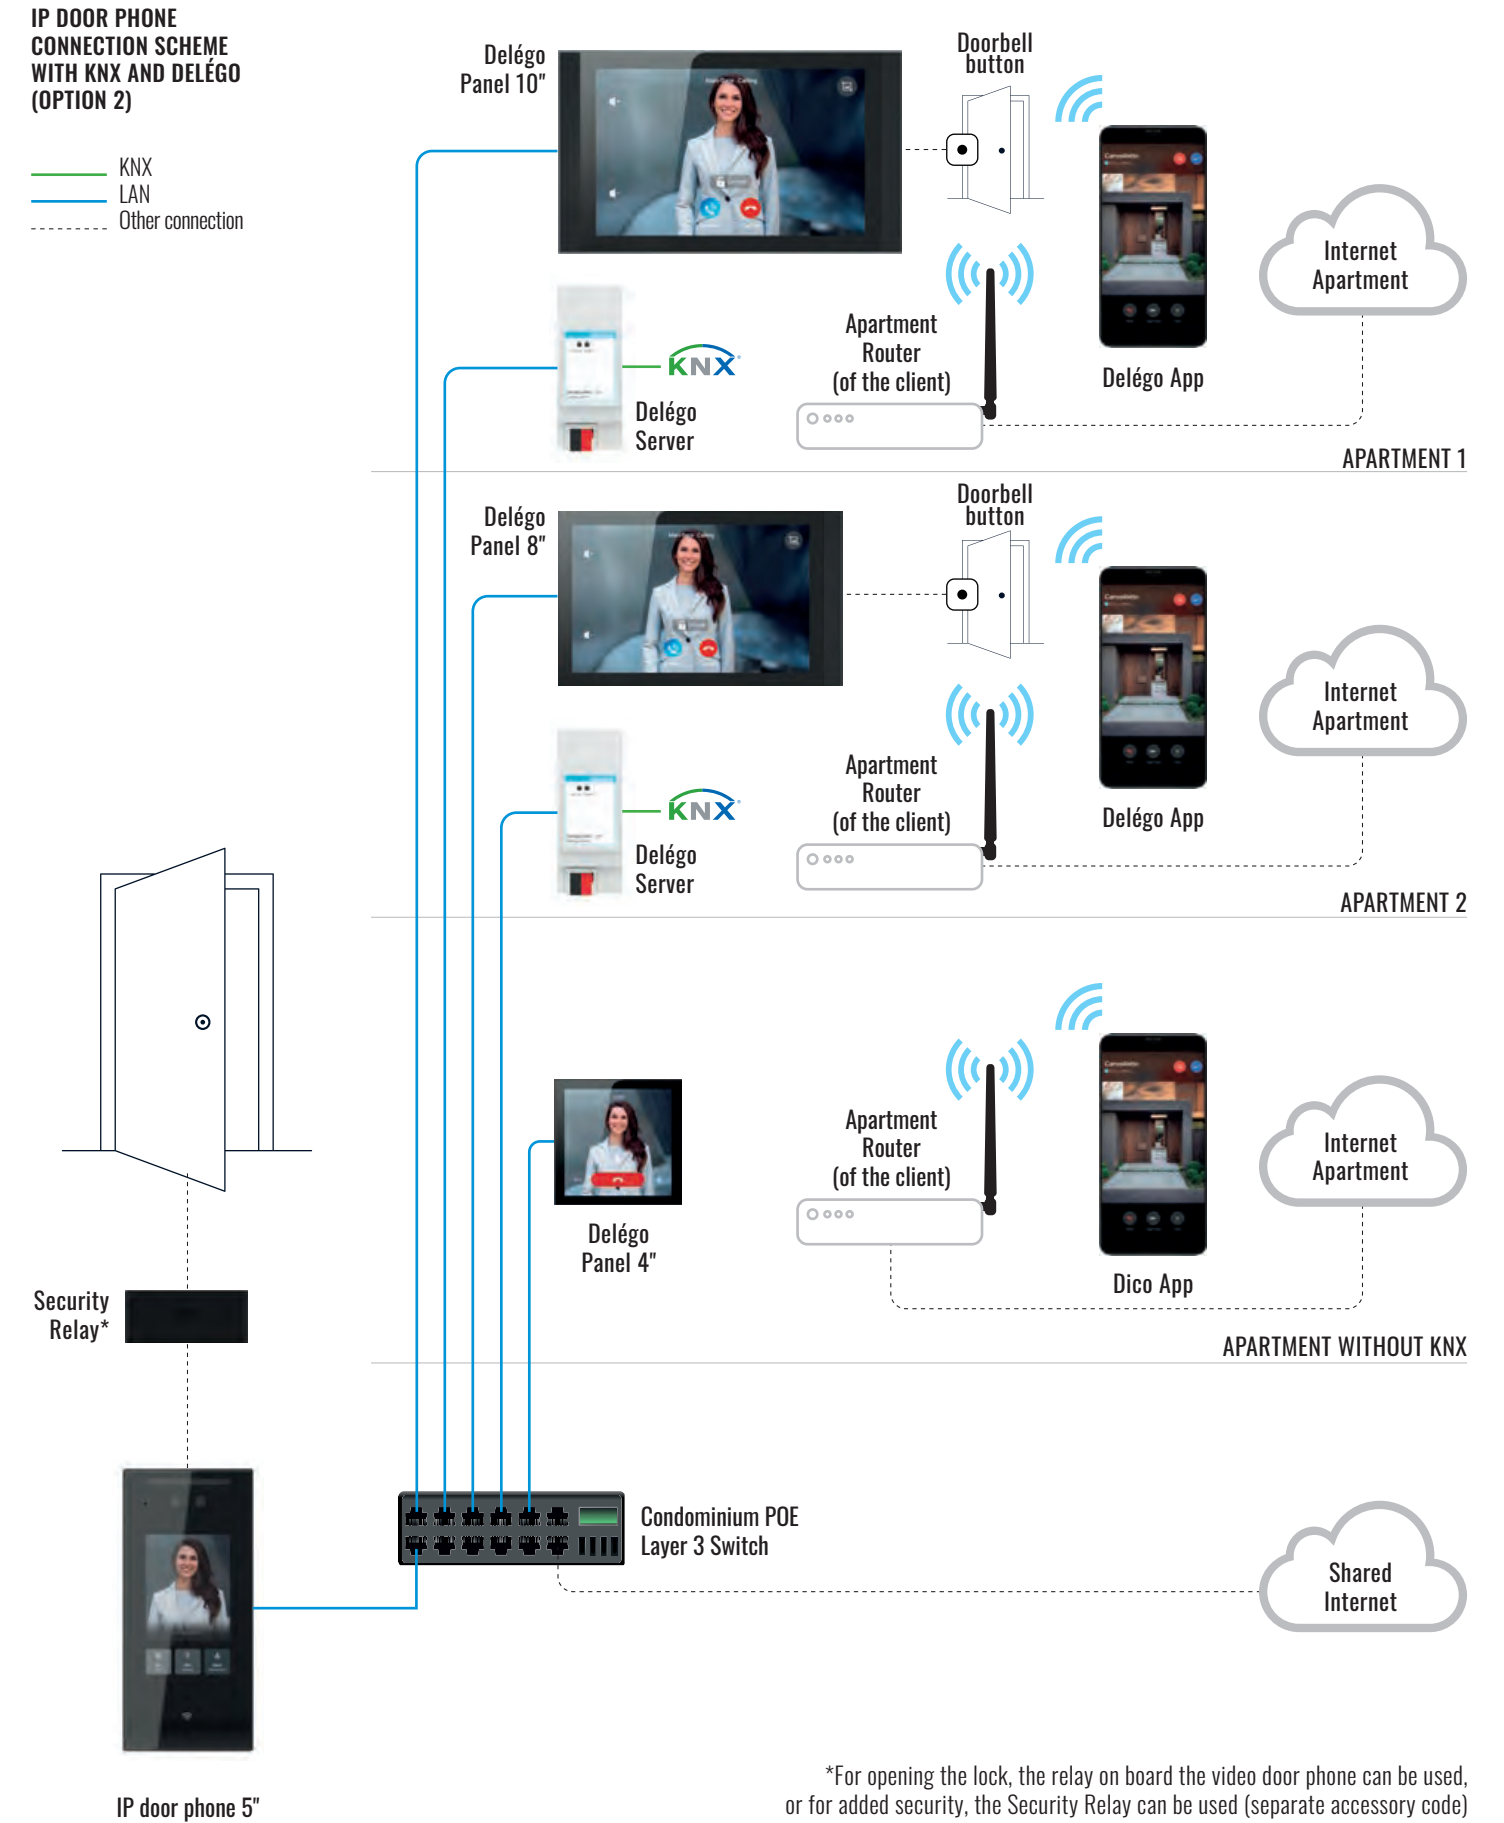 IP DOOR PHONE
CONNECTION SCHEME
WITH KNX AND DELÉGO
(OPTION 2)
KNX
LAN
Other connection
Delégo
Panel 10"
Doorbell
button
Internet
Apartment
Apartment
Router
(of the client)
Delégo App
KNX
Delégo
Server
APARTMENT 1
Delégo
Panel 8"
Doorbell
button
Internet
Apartment
Apartment
Router
(of the client)
Delégo App
KNX
Delégo
Server
APARTMENT 2
Apartment
Router
(of the client)
Internet
Apartment
Delégo
Panel 4"
Dico App
APARTMENT WITHOUT KNX
Security
Relay*
Condominium POE
Layer 3 Switch
Shared
Internet
IP door phone 5"
*For opening the lock, the relay on board the video door phone can be used,
or for added security, the Security Relay can be used (separate accessory code)